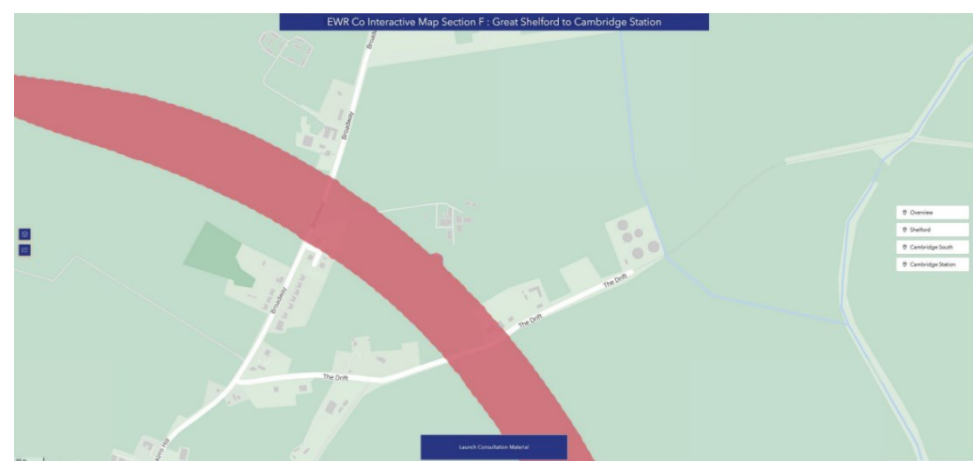 EWR Co Interactive Map Section F : Great Shelford to Cambridge Station
Broadway
Broadway
Overview
Shelford
Cambridge South
Cambridge Station
The Drift
Broadway
The Drift
The Drift
Launch Consultation Material